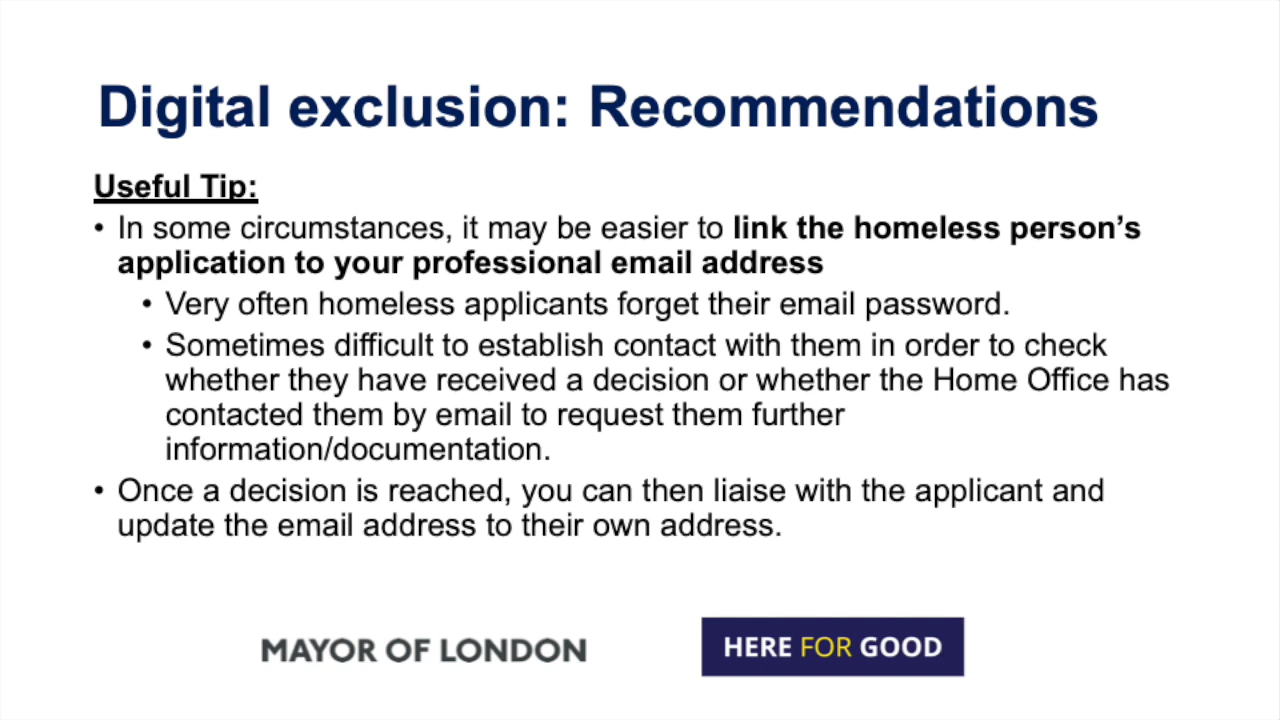 Digital exclusion: Recommendations
Useful Tip:
• In some circumstances, it may be easier to link the homeless person’s
application to your professional email address
• Very often homeless applicants forget their email password.
• Sometimes difficult to establish contact with them in order to check
whether they have received a decision or whether the Home Office has
contacted them by email to request them further
information/documentation.
• Once a decision is reached, you can then liaise with the applicant and
update the email address to their own address.
MAYOR OF LONDON
HERE FOR GOOD